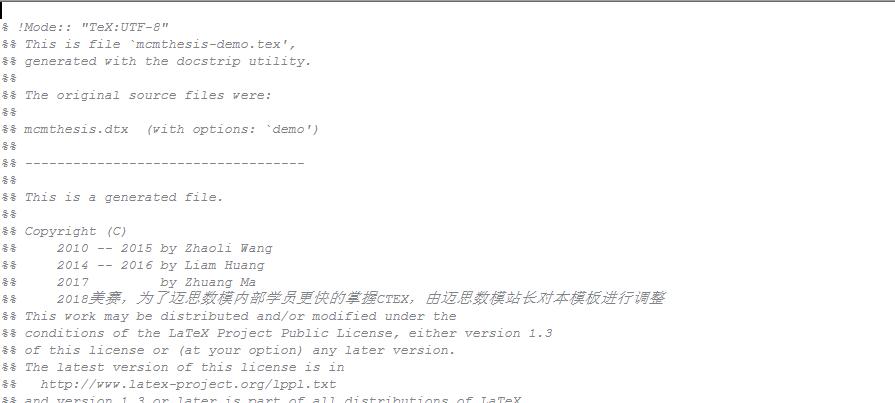 % !Mode:: "TeX:UTF-8"
%% This is file `mcmthesis-demo.tex',
%% generated with the docstrip utility.
%%
%% The original source files were:
%%
%% mcmthesis.dtx  (with options: `demo')
%%
%% -----------------------------------
%%
%% This is a generated file.
%%
%% Copyright (C)
%%     2010 -- 2015 by Zhaoli Wang
%%     2014 -- 2016 by Liam Huang
%%     2017         by Zhuang Ma
%%     2018美赛，为了迈思数模内部学员更快的掌握CTEX，由迈思数模站长对本模板进行调整
%% This work may be distributed and/or modified under the
%% conditions of the LaTeX Project Public License, either version 1.3
%% of this license or (at your option) any later version.
%% The latest version of this license is in
%%   http://www.latex-project.org/lppl.txt
%% and version 1.3 or later is part of all distributions of LaTeX